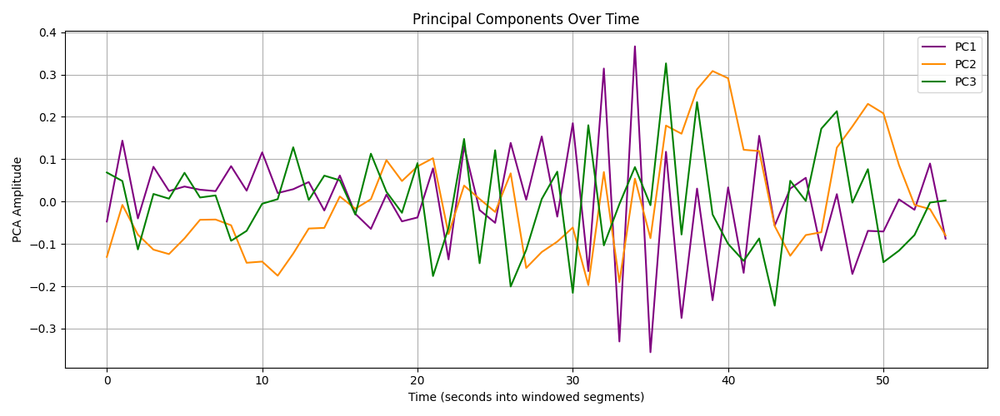 Principal Components Over Time
PCA Amplitude
0.4
0.3
0.2
0.1
0.0
−0.1
−0.2
−0.3
PC1
PC2
PC3
0 10 20 30 40 50
Time (seconds into windowed segments)